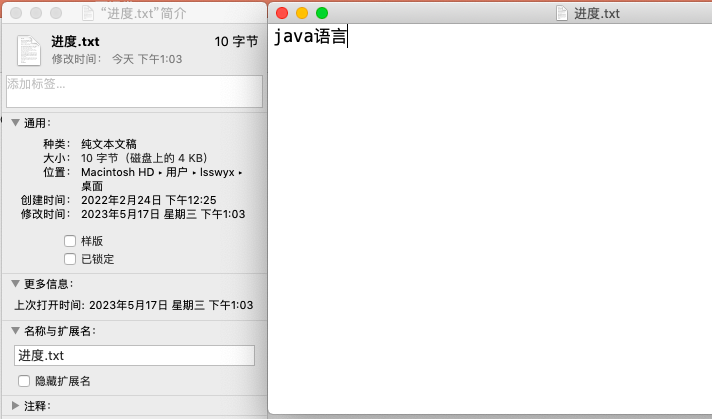 “进度.txt”简介
进度.txt
进度.txt 10 字节
修改时间： 今天 下午1:03
java语言
添加标签...
通用：
种类： 纯文本文稿
大小： 10 字节（磁盘上的 4 KB）
位置： Macintosh HD ▸ 用户 ▸ lsswyx ▸
桌面
创建时间： 2022年2月24日 下午12:25
修改时间： 2023年5月17日 星期三 下午1:03
样版
已锁定
更多信息：
上次打开时间: 2023年5月17日 星期三 下午1:03
名称与扩展名：
进度.txt
隐藏扩展名
注释：